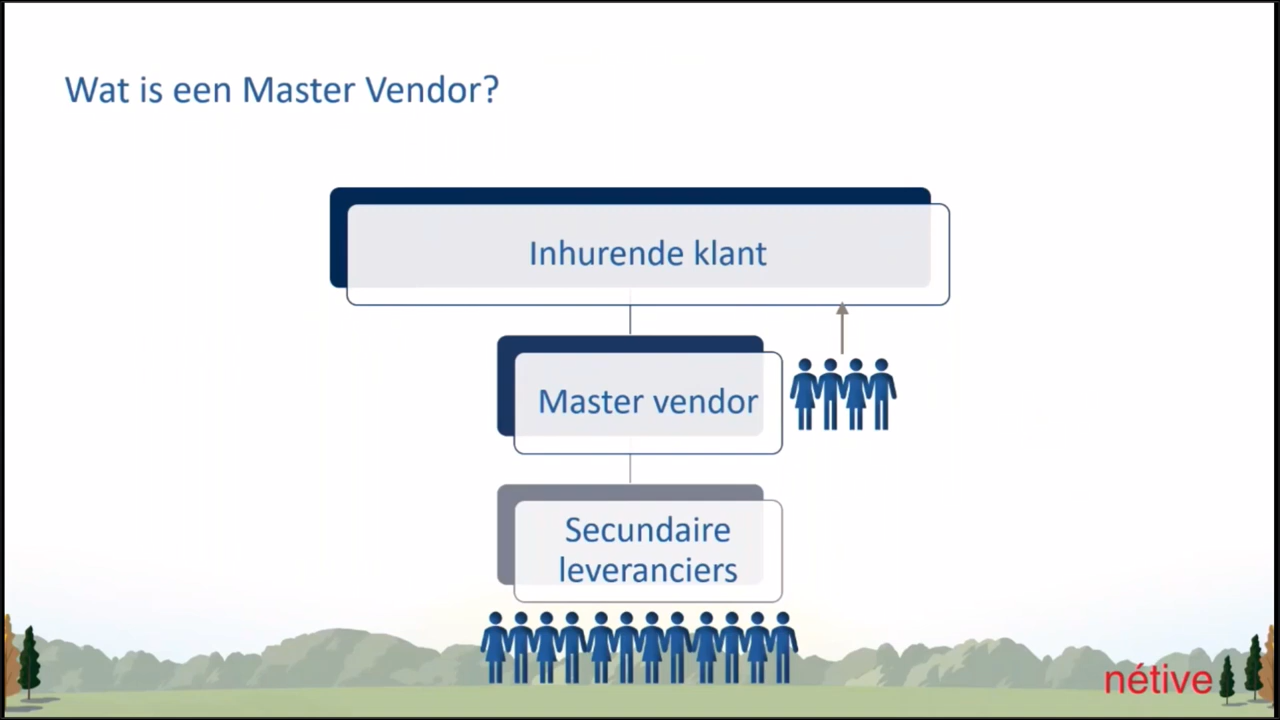 Wat is een Master Vendor?
Inhurende klant
Master vendor
Secundaire
leveranciers
nétive